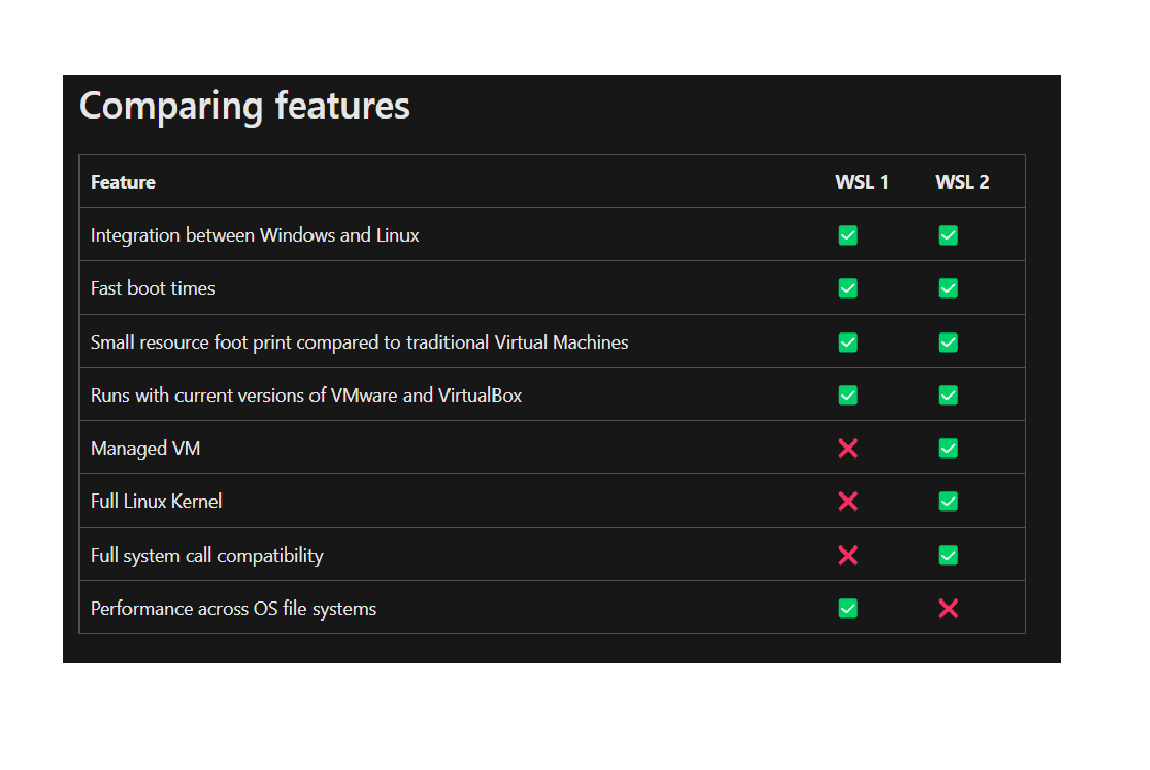 Comparing features
Feature WSL 1 WSL 2
Integration between Windows and Linux ✅ ✅
Fast boot times ✅ ✅
Small resource foot print compared to traditional Virtual Machines ✅ ✅
Runs with current versions of VMware and VirtualBox ✅ ✅
Managed VM ❌ ✅
Full Linux Kernel ❌ ✅
Full system call compatibility ❌ ✅
Performance across OS file systems ✅ ❌